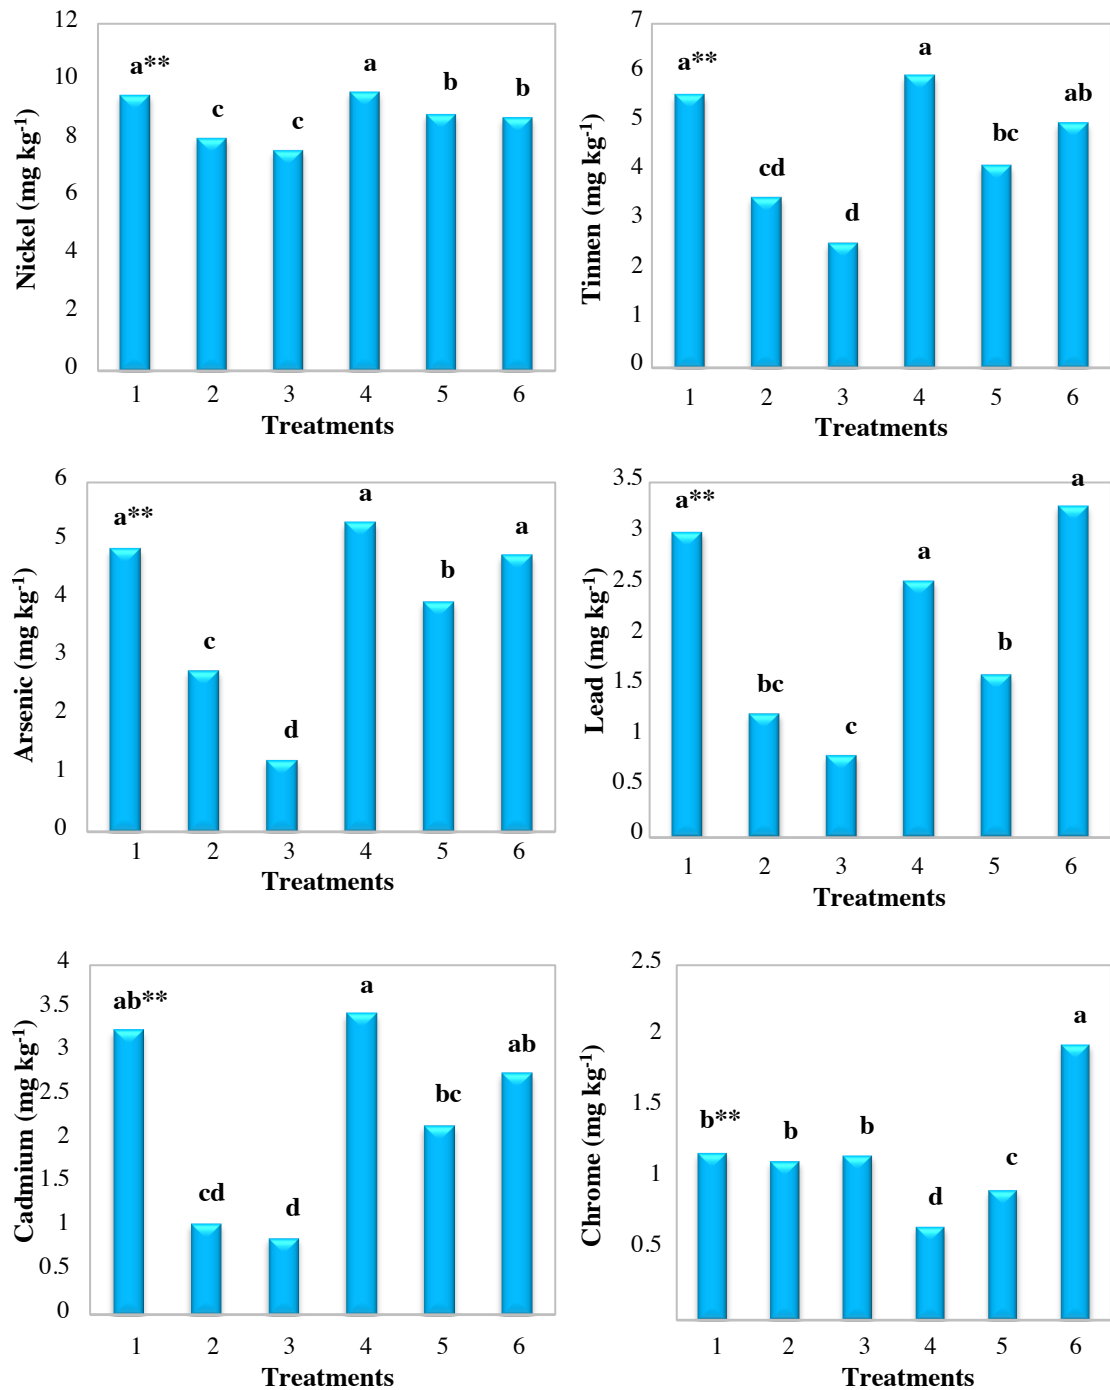 12
10
8
6
4
2
0
Nickel (mg kg-1)
a** c c a b b
1 2 3 4 5 6
Treatments
7
6
5
4
3
2
1
0
Tinnen (mg kg-1)
a** cd d a bc ab
1 2 3 4 5 6
Treatments
6
5
4
3
2
1
0
Arsenic (mg kg-1)
a** c d a b a
1 2 3 4 5 6
Treatments
3.5
3
2.5
2
1.5
1
0.5
0
Lead (mg kg-1)
a** bc c a b a
1 2 3 4 5 6
Treatments
4
3.5
3
2.5
2
1.5
1
0.5
0
Cadmium (mg kg-1)
ab** cd d a bc ab
1 2 3 4 5 6
Treatments
2.5
2
1.5
1
0.5
Chrome (mg kg-1)
b** b b d c a
1 2 3 4 5 6
Treatments